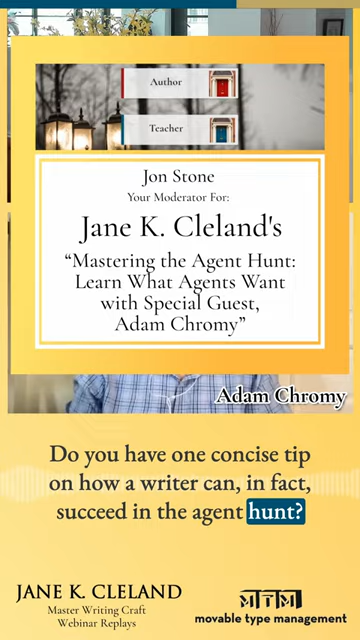 Author
Teacher
Jon Stone
Your Moderator For:
Jane K. Cleland's
“Mastering the Agent Hunt:
Learn What Agents Want
with Special Guest,
Adam Chromy”
Adam Chromy
Do you have one concise tip
on how a writer can, in fact,
succeed in the agent hunt?
JANE K. CLELAND
Master Writing Craft
Webinar Replays
MTM
movable type management